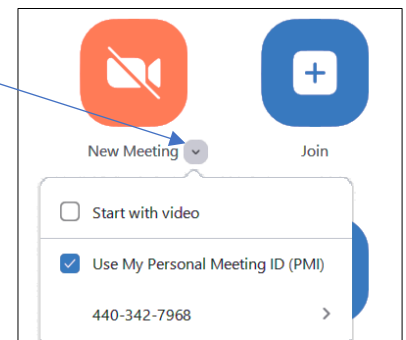 New Meeting
Join
Start with video
Use My Personal Meeting ID (PMI)
440-342-7968